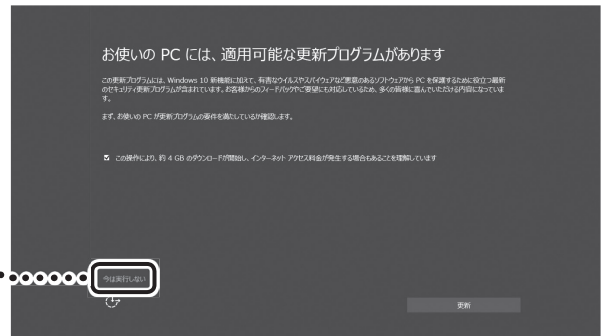 お使いの PC には、適用可能な更新プログラムがあります
この更新プログラムには、Windows 10 新機能に加えて、有害なウイルスやスパイウェアなど悪意のあるソフトウェアから PC を保護するために役立つ最新
のセキュリティ更新プログラムが含まれています。お客様からのフィードバックやご要望にも対応しているため、多くの皆様に喜んでいただける内容になっていま
す。
まず、お使いの PC が更新プログラムの要件を満たしているか確認します。
この操作により、約 4 GB のダウンロードが開始し、インターネット アクセス料金が発生する場合もあることを理解しています
今は実行しない
更新